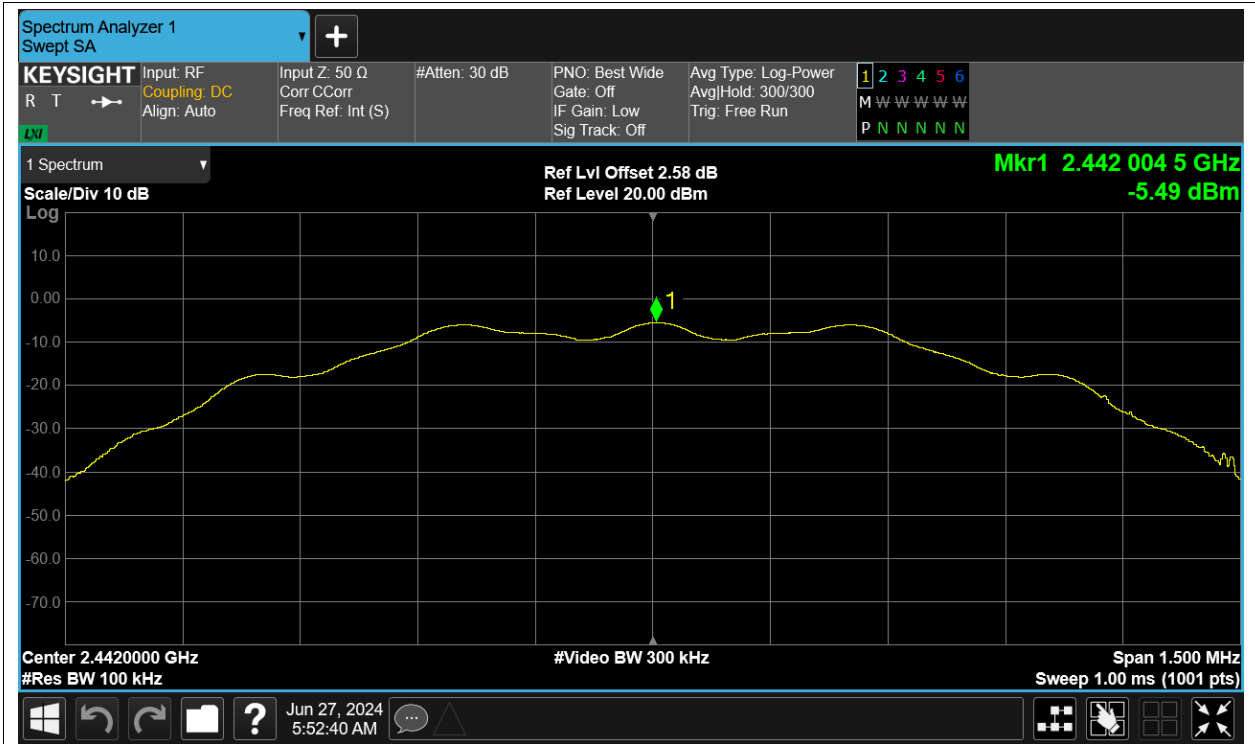 Spectrum Analyzer 1
Swept SA
KEYSIGHT
R T
LXI
Input: RF
Coupling: DC
Align: Auto
Input Z: 50 Ω
Corr CCorr
Freq Ref: Int (S)
#Atten: 30 dB
PNO: Best Wide
Gate: Off
IF Gain: Low
Sig Track: Off
Avg Type: Log-Power
Avg|Hold: 300/300
Trig: Free Run
1 2 3 4 5 6
M W W W W W
P N N N N N
1 Spectrum
Scale/Div 10 dB
Log
Ref Lvl Offset 2.58 dB
Ref Level 20.00 dBm
Mkr1 2.442 004 5 GHz
-5.49 dBm
10.0
0.00
-10.0
-20.0
-30.0
-40.0
-50.0
-60.0
-70.0
1
Center 2.4420000 GHz
#Res BW 100 kHz
#Video BW 300 kHz
Span 1.500 MHz
Sweep 1.00 ms (1001 pts)
?
Jun 27, 2024
5:52:40 AM